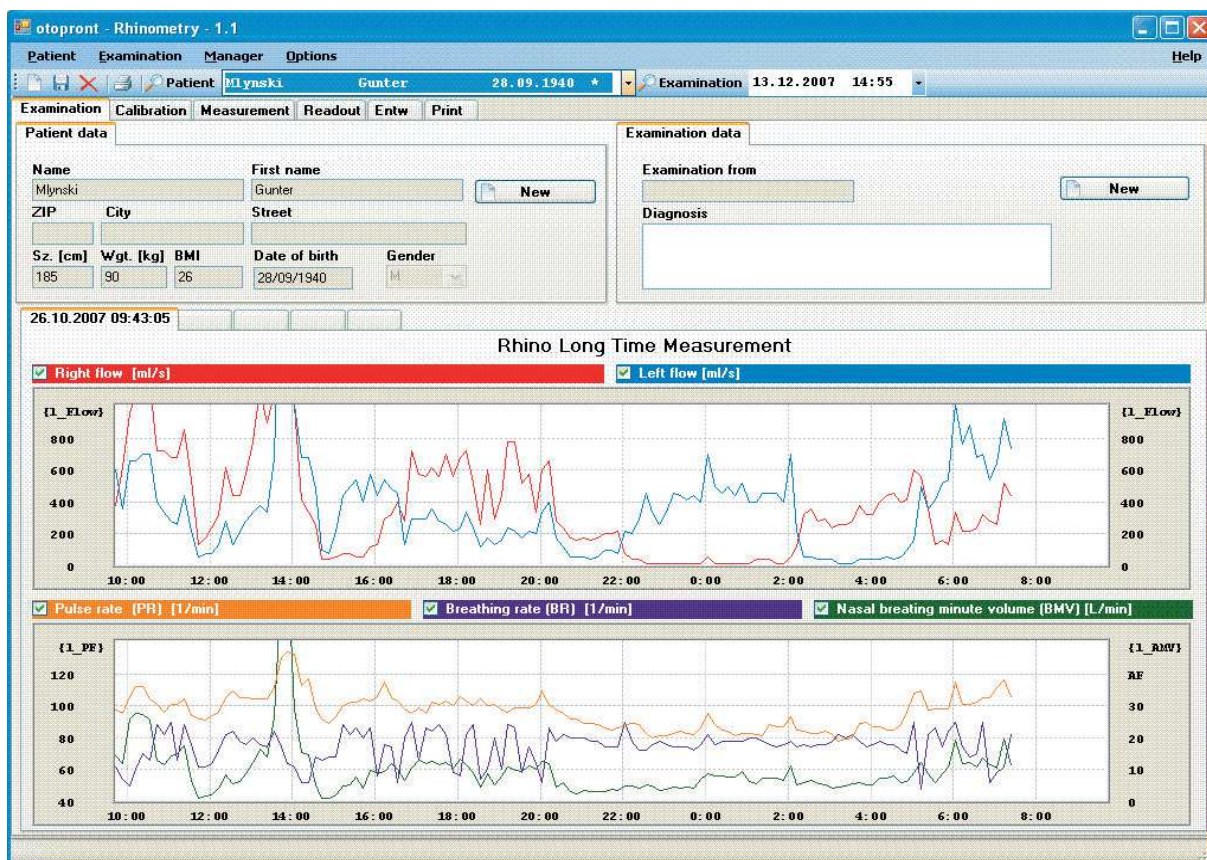 otopront - Rhinometry - 1.1
Patient Examination Manager Options Help
Patient Mlynski Gunter 28.09.1940 * Examination 13.12.2007 14:55
Examination Calibration Measurement Readout Entw Print
Patient data Examination data
Name First name Examination from
Mlynski Gunter New New
ZIP City Street Diagnosis
Sz. [cm] Wgt. [kg] BMI Date of birth Gender
185 90 26 28/09/1940 M
26.10.2007 09:43:05
Rhino Long Time Measurement
Right flow [ml/s] Left flow [ml/s]
{l_Flow} {l_Flow}
800 800
600 600
400 400
200 200
0 0
10:00 12:00 14:00 16:00 18:00 20:00 22:00 0:00 2:00 4:00 6:00 8:00
Pulse rate (PR) [1/min] Breathing rate (BR) [1/min] Nasal breating minute volume (BMV) [L/min]
{l_PF} {l_AMV}
120 AF
100 30
80 20
60 10
40 0
10:00 12:00 14:00 16:00 18:00 20:00 22:00 0:00 2:00 4:00 6:00 8:00